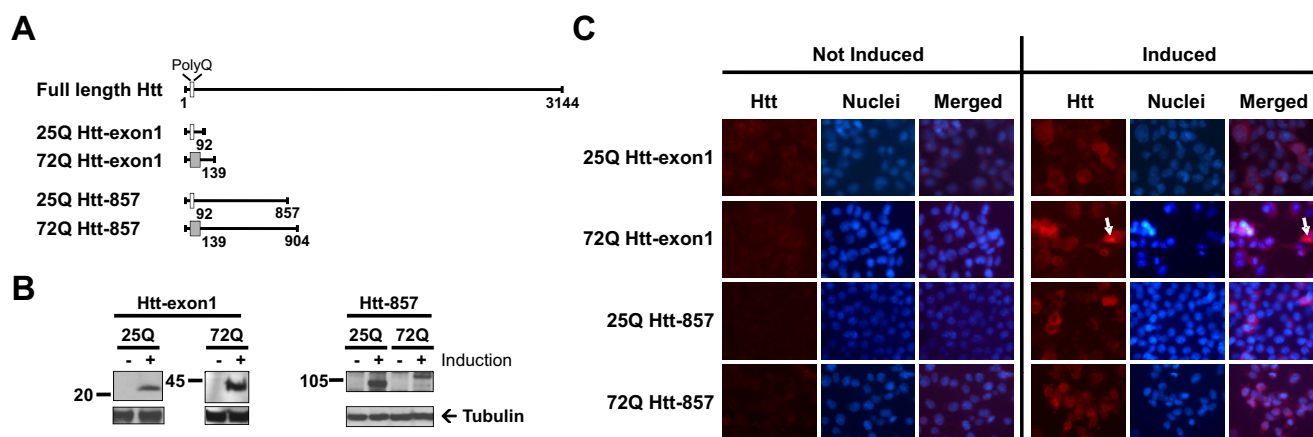 A
PolyQ
Full length Htt
1
3144
25Q Htt-exon1
92
72Q Htt-exon1
139
25Q Htt-857
92
857
72Q Htt-857
139
904
B
Htt-exon1
Htt-857
25Q
72Q
25Q 72Q
- +
- +
- + - +
Induction
20
45
105
← Tubulin
C
Not Induced
Induced
Htt Nuclei Merged
Htt Nuclei Merged
25Q Htt-exon1
72Q Htt-exon1
25Q Htt-857
72Q Htt-857